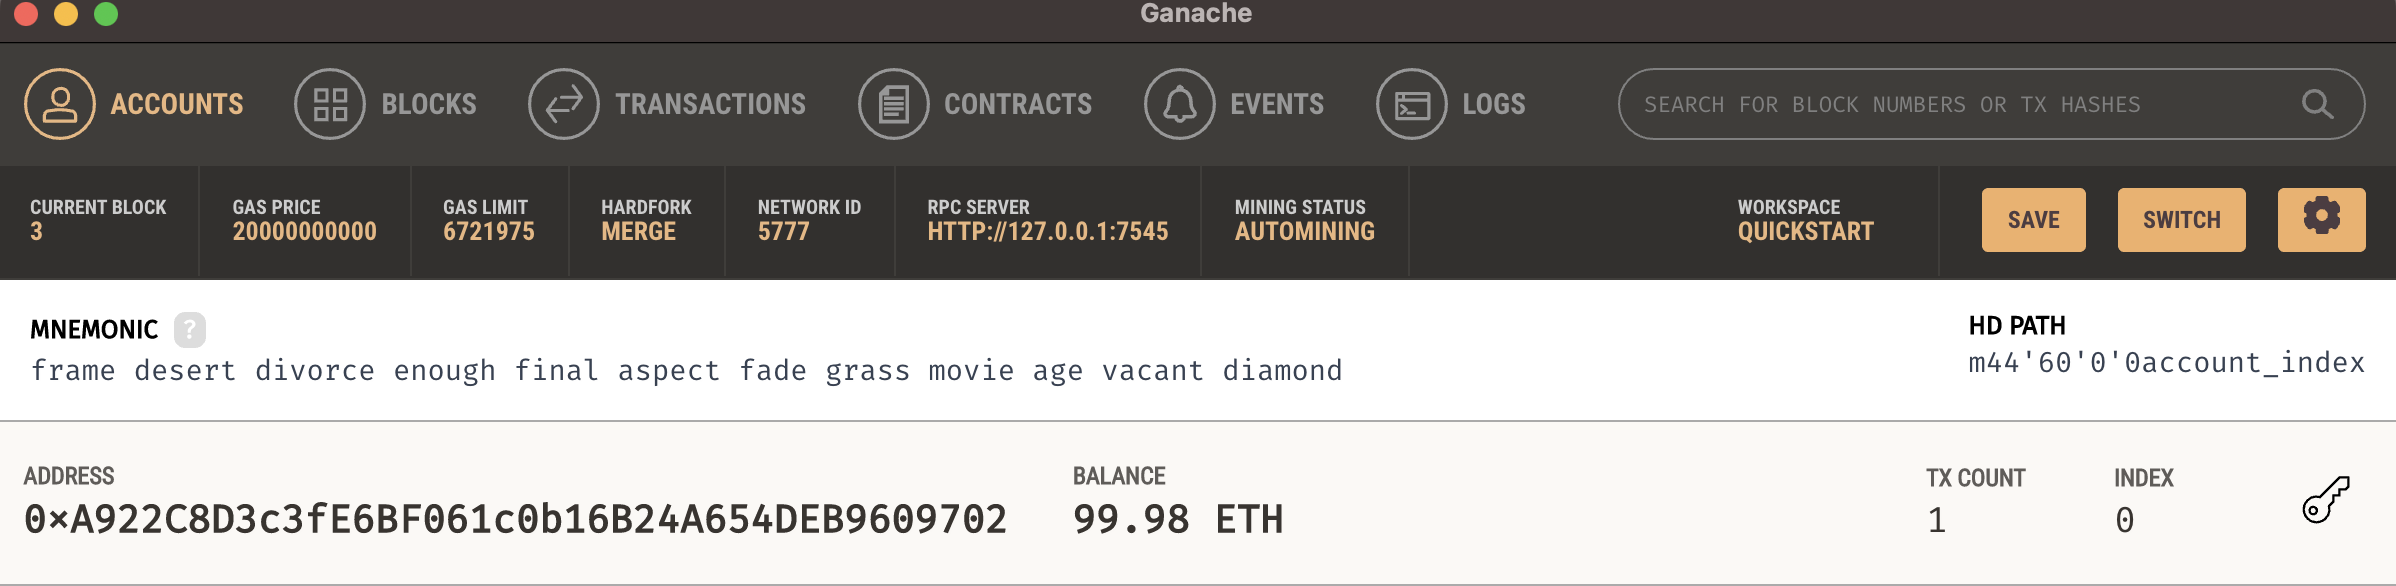 Ganache
ACCOUNTS BLOCKS TRANSACTIONS CONTRACTS EVENTS LOGS SEARCH FOR BLOCK NUMBERS OR TX HASHES
CURRENT BLOCK GAS PRICE GAS LIMIT HARDFORK NETWORK ID RPC SERVER MINING STATUS WORKSPACE
3 20000000000 6721975 MERGE 5777 HTTP://127.0.0.1:7545 AUTOMINING QUICKSTART SAVE SWITCH
MNEMONIC ? HD PATH
frame desert divorce enough final aspect fade grass movie age vacant diamond m44'60'0'0account_index
ADDRESS BALANCE TX COUNT INDEX
0×A922C8D3c3fE6BF061c0b16B24A654DEB9609702 99.98 ETH 1 0